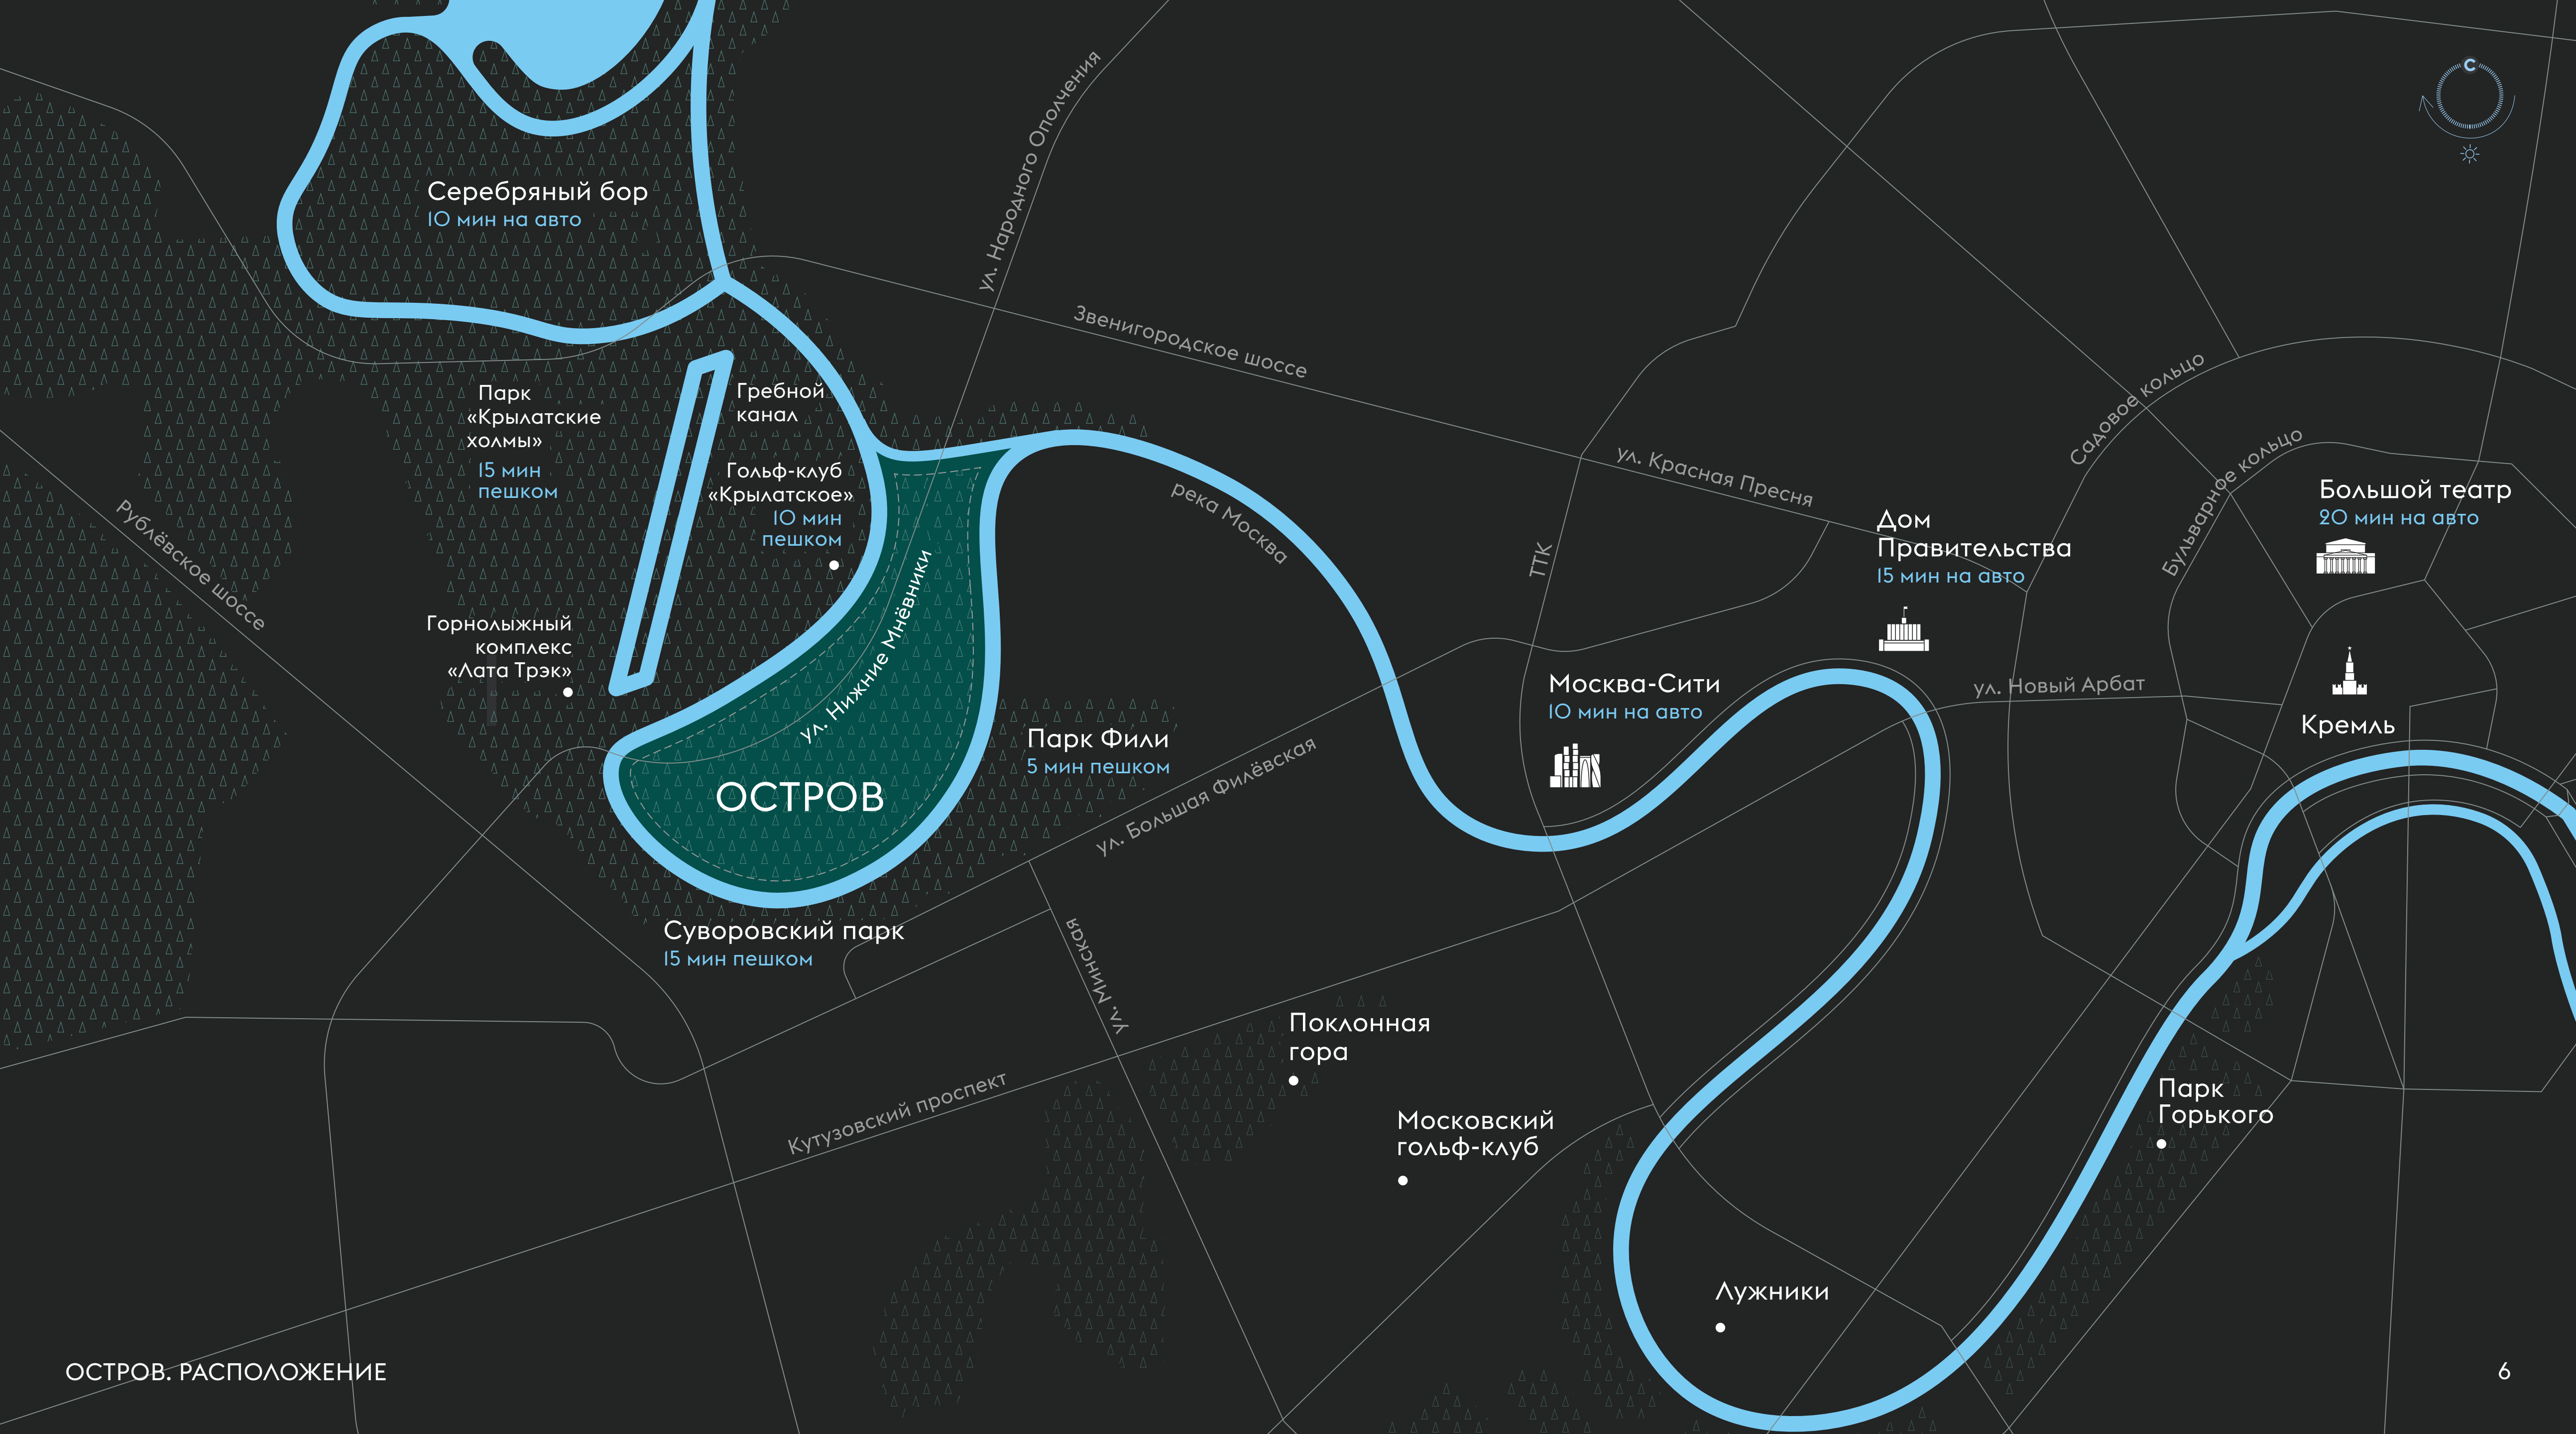 С
ул. Народного Ополчения
Серебряный бор
10 мин на авто
Звенигородское шоссе
Садовое кольцо
Бульварное кольцо
Парк
«Крылатские
холмы»
15 мин
пешком
Гребной
канал
Гольф-клуб
«Крылатское»
10 мин
пешком
река Москва
ул. Красная Пресня
ТТК
Дом
Правительства
15 мин на авто
Большой театр
20 мин на авто
Рублёвское шоссе
Горнолыжный
комплекс
«Лата Трэк»
ул. Нижние Мнёвники
ОСТРОВ
Парк Фили
5 мин пешком
ул. Большая Филёвская
Москва-Сити
10 мин на авто
ул. Новый Арбат
Кремль
Суворовский парк
15 мин пешком
ул. Минская
Кутузовский проспект
Поклонная
гора
Московский
гольф-клуб
Парк
Горького
Лужники
ОСТРОВ. РАСПОЛОЖЕНИЕ
6